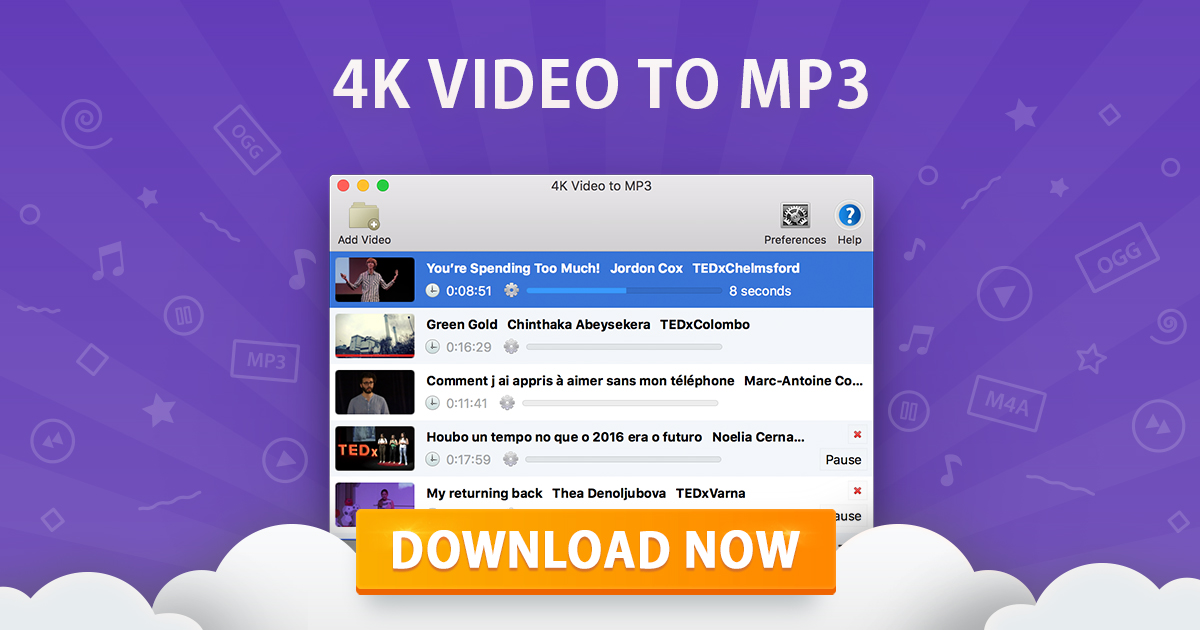 4K VIDEO TO MP3
OGG
4K Video to MP3
Add Video
Preferences
Help
You're Spending Too Much! Jordon Cox TEDxChelmsford
0:08:51
8 seconds
OGG
Green Gold Chinthaka Abeysekera TEDxColombo
0:16:29
MP3
Comment j ai appris à aimer sans mon téléphone Marc-Antoine Co...
0:11:41
M4A
Houbo un tempo no que o 2016 era o futuro Noelia Cerna...
TEDx
0:17:59
Pause
My returning back Thea Denoljubova TEDxVarna
DOWNLOAD NOW